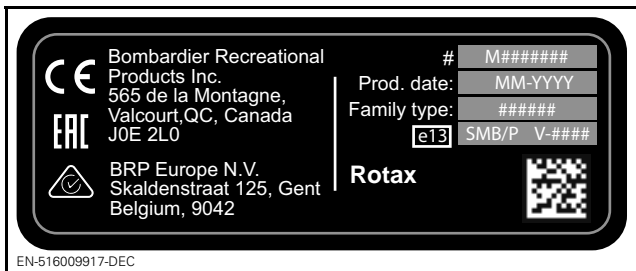 CE
Bombardier Recreational
Products Inc.
565 de la Montagne,
Valcourt,QC, Canada
J0E 2L0
EAC
BRP Europe N.V.
Skaldenstraat 125, Gent
Belgium, 9042
# M#######
Prod. date: MM-YYYY
Family type: ######
e13 SMB/P V-####
Rotax
EN-516009917-DEC